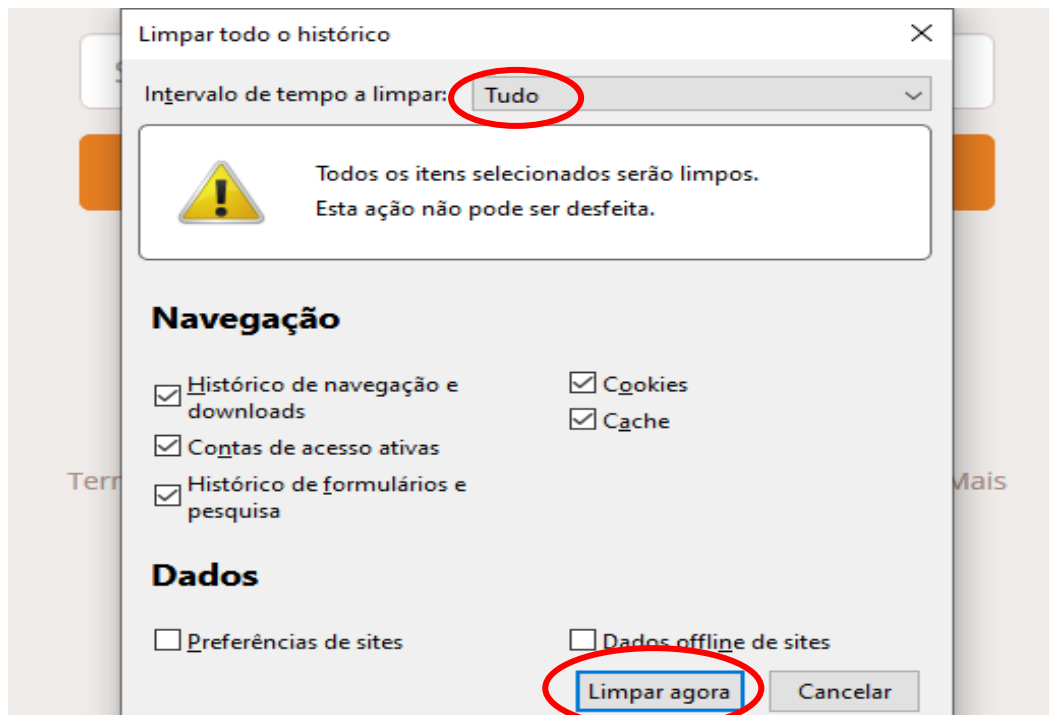 Limpar todo o histórico
Intervalo de tempo a limpar: Tudo
Todos os itens selecionados serão limpos.
Esta ação não pode ser desfeita.
Navegação
Histórico de navegação e
downloads
Cookies
Cache
Contas de acesso ativas
Histórico de formulários e
pesquisa
Terr
Mais
Dados
Preferências de sites
Dados offline de sites
Limpar agora
Cancelar